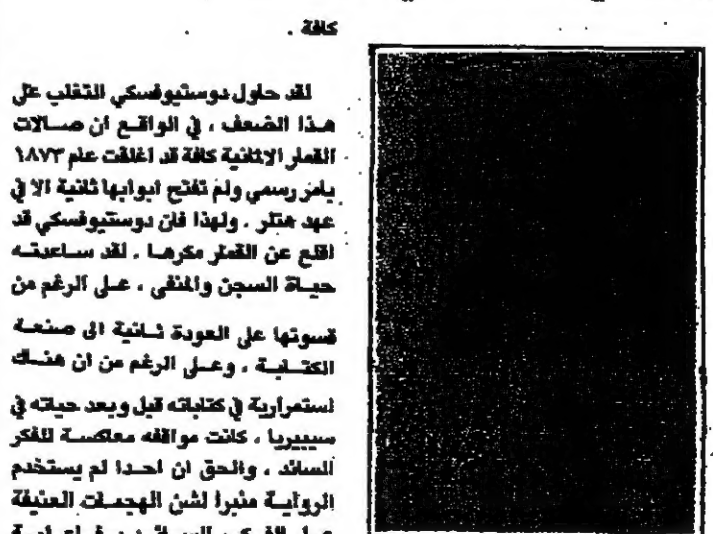 كافة .
لقد حاول دوستيوفسكي التغلب على
هذا الضعف ، في الواقع ان صالات
القمار الالمانية كافة قد اغلقت عام ١٨٧٣
بامر رسمي ولم تفتح ابوابها ثانية الا في
عهد هتلر . ولهذا فان دوستيوفسكي قد
اقلع عن القمار مكرها . لقد ساعدته
حياة السجن والمنفى ، على الرغم من
قسوتها على العودة ثانية الى صنعة
الكتابة ، وعلى الرغم من ان هناك
استمرارية في كتاباته قبل وبعد حياته في
سيبيريا ، كانت مواقفه معاكسة للفكر
السائد ، والحق ان احدا لم يستخدم
الرواية منبرا لشن الهجمات العنيفة